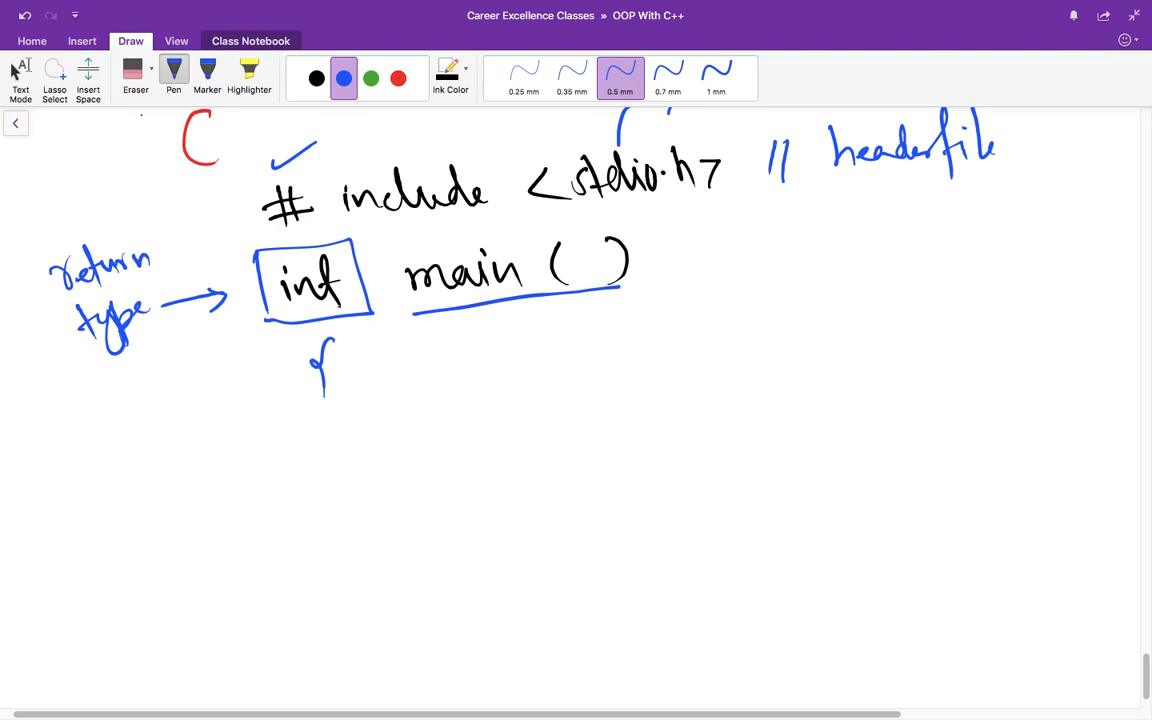 Career Excellence Classes » OOP With C++
Home Insert Draw View Class Notebook
Text Mode Lasso Select Insert Space Eraser Pen Marker Highlighter Ink Color 0.25 mm 0.35 mm 0.5 mm 0.7 mm 1 mm
C
# include <stdio.h> // headerfile
return type → int main ( )
{